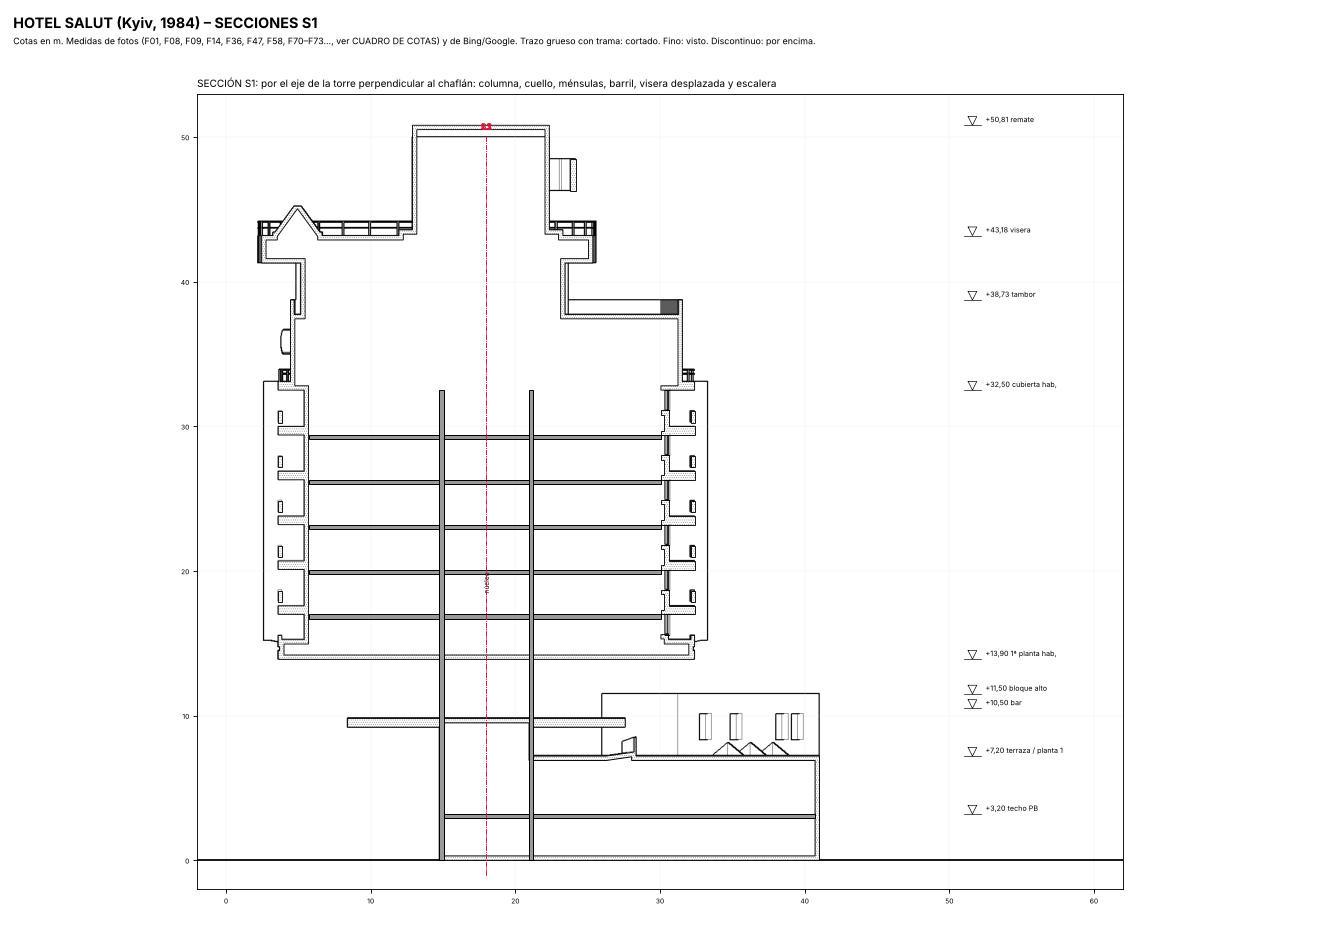 HOTEL SALUT (Kyiv, 1984) – SECCIONES S1
Cotas en m. Medidas de fotos (F01, F08, F09, F14, F36, F47, F58, F70–F73..., ver CUADRO DE COTAS) y de Bing/Google. Trazo grueso con trama: cortado. Fino: visto. Discontinuo: por encima.
SECCIÓN S1: por el eje de la torre perpendicular al chaflán: columna, cuello, ménsulas, barril, visera desplazada y escalera
+50,81 remate
50
+43,18 visera
40
+38,73 tambor
+32,50 cubierta hab,
30
20
núcleo
+13,90 1ª planta hab,
+11,50 bloque alto
+10,50 bar
10
+7,20 terraza / planta 1
+3,20 techo PB
0
0 10 20 30 40 50 60